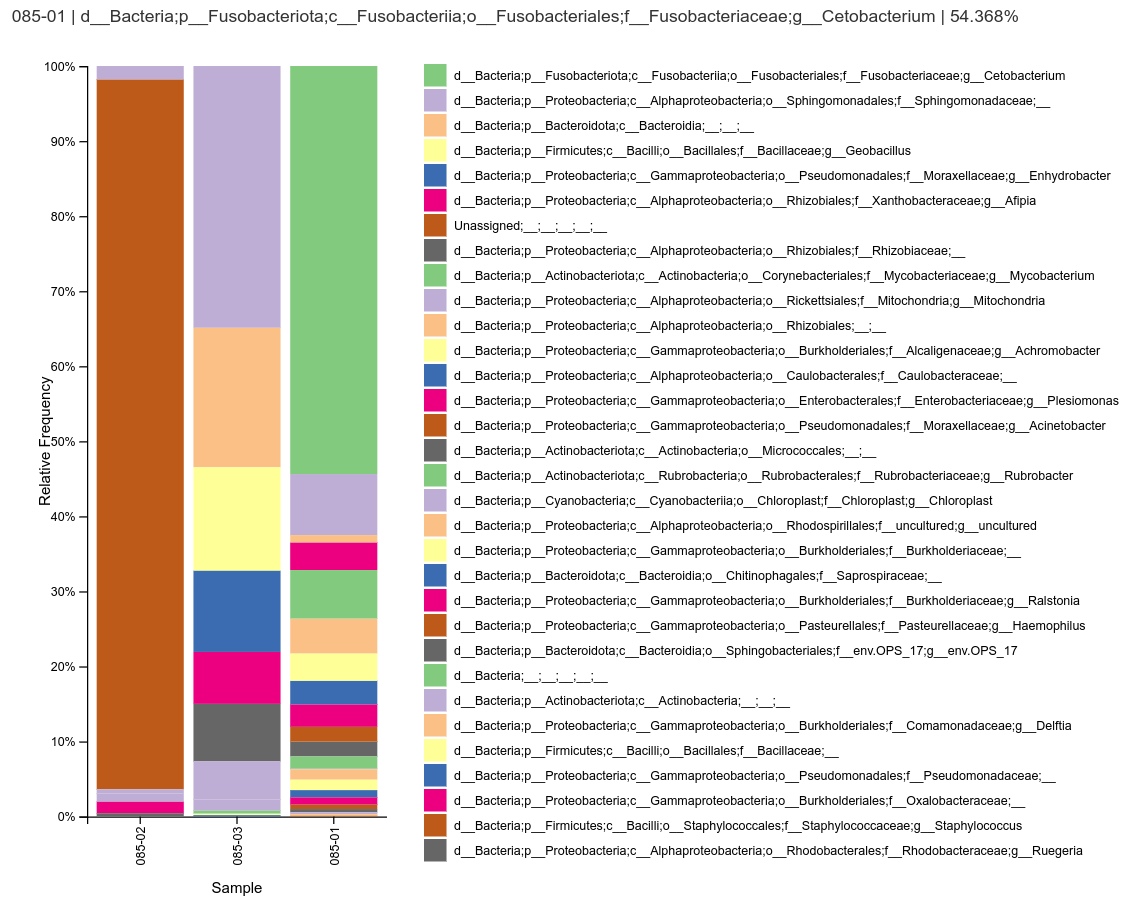 085-01 | d__Bacteria;p__Fusobacteriota;c__Fusobacteriia;o__Fusobacteriales;f__Fusobacteriaceae;g__Cetobacterium | 54.368%
100%
90%
80%
70%
60%
50%
40%
30%
20%
10%
0%
Relative Frequency
085-02
085-03
085-01
Sample
d__Bacteria;p__Fusobacteriota;c__Fusobacteriia;o__Fusobacteriales;f__Fusobacteriaceae;g__Cetobacterium
d__Bacteria;p__Proteobacteria;c__Alphaproteobacteria;o__Sphingomonadales;f__Sphingomonadaceae;__
d__Bacteria;p__Bacteroidota;c__Bacteroidia;__;__;__
d__Bacteria;p__Firmicutes;c__Bacilli;o__Bacillales;f__Bacillaceae;g__Geobacillus
d__Bacteria;p__Proteobacteria;c__Gammaproteobacteria;o__Pseudomonadales;f__Moraxellaceae;g__Enhydrobacter
d__Bacteria;p__Proteobacteria;c__Alphaproteobacteria;o__Rhizobiales;f__Xanthobacteraceae;g__Afipia
Unassigned;__;__;__;__;__
d__Bacteria;p__Proteobacteria;c__Alphaproteobacteria;o__Rhizobiales;f__Rhizobiaceae;__
d__Bacteria;p__Actinobacteriota;c__Actinobacteria;o__Corynebacteriales;f__Mycobacteriaceae;g__Mycobacterium
d__Bacteria;p__Proteobacteria;c__Alphaproteobacteria;o__Rickettsiales;f__Mitochondria;g__Mitochondria
d__Bacteria;p__Proteobacteria;c__Alphaproteobacteria;o__Rhizobiales;__;__
d__Bacteria;p__Proteobacteria;c__Gammaproteobacteria;o__Burkholderiales;f__Alcaligenaceae;g__Achromobacter
d__Bacteria;p__Proteobacteria;c__Alphaproteobacteria;o__Caulobacterales;f__Caulobacteraceae;__
d__Bacteria;p__Proteobacteria;c__Gammaproteobacteria;o__Enterobacterales;f__Enterobacteriaceae;g__Plesiomonas
d__Bacteria;p__Proteobacteria;c__Gammaproteobacteria;o__Pseudomonadales;f__Moraxellaceae;g__Acinetobacter
d__Bacteria;p__Actinobacteriota;c__Actinobacteria;o__Micrococcales;__;__
d__Bacteria;p__Actinobacteriota;c__Rubrobacteria;o__Rubrobacterales;f__Rubrobacteriaceae;g__Rubrobacter
d__Bacteria;p__Cyanobacteria;c__Cyanobacteriia;o__Chloroplast;f__Chloroplast;g__Chloroplast
d__Bacteria;p__Proteobacteria;c__Alphaproteobacteria;o__Rhodospirillales;f__uncultured;g__uncultured
d__Bacteria;p__Proteobacteria;c__Gammaproteobacteria;o__Burkholderiales;f__Burkholderiaceae;__
d__Bacteria;p__Bacteroidota;c__Bacteroidia;o__Chitinophagales;f__Saprospiraceae;__
d__Bacteria;p__Proteobacteria;c__Gammaproteobacteria;o__Burkholderiales;f__Burkholderiaceae;g__Ralstonia
d__Bacteria;p__Proteobacteria;c__Gammaproteobacteria;o__Pasteurellales;f__Pasteurellaceae;g__Haemophilus
d__Bacteria;p__Bacteroidota;c__Bacteroidia;o__Sphingobacteriales;f__env.OPS_17;g__env.OPS_17
d__Bacteria;__;__;__;__;__
d__Bacteria;p__Actinobacteriota;c__Actinobacteria;__;__;__
d__Bacteria;p__Proteobacteria;c__Gammaproteobacteria;o__Burkholderiales;f__Comamonadaceae;g__Delftia
d__Bacteria;p__Firmicutes;c__Bacilli;o__Bacillales;f__Bacillaceae;__
d__Bacteria;p__Proteobacteria;c__Gammaproteobacteria;o__Pseudomonadales;f__Pseudomonadaceae;__
d__Bacteria;p__Proteobacteria;c__Gammaproteobacteria;o__Burkholderiales;f__Oxalobacteraceae;__
d__Bacteria;p__Firmicutes;c__Bacilli;o__Staphylococcales;f__Staphylococcaceae;g__Staphylococcus
d__Bacteria;p__Proteobacteria;c__Alphaproteobacteria;o__Rhodobacterales;f__Rhodobacteraceae;g__Ruegeria